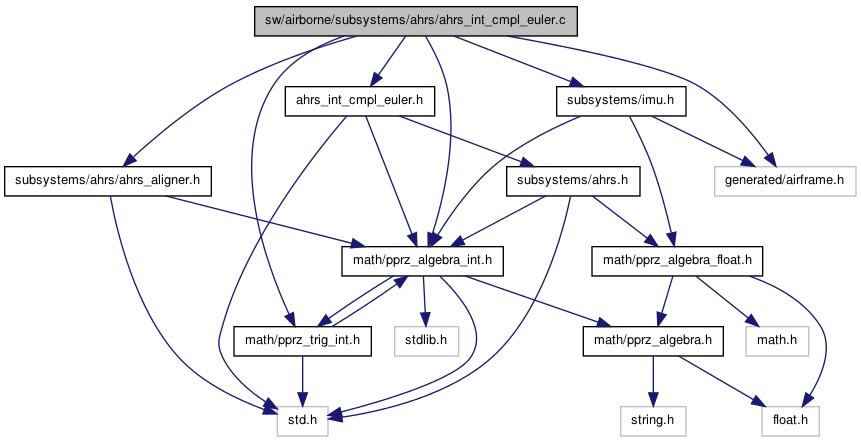 sw/airborne/subsystems/ahrs/ahrs_int_cmpl_euler.c
ahrs_int_cmpl_euler.h
subsystems/imu.h
subsystems/ahrs/ahrs_aligner.h
subsystems/ahrs.h
generated/airframe.h
math/pprz_algebra_int.h
math/pprz_algebra_float.h
math/pprz_trig_int.h
stdlib.h
math/pprz_algebra.h
math.h
std.h
string.h
float.h